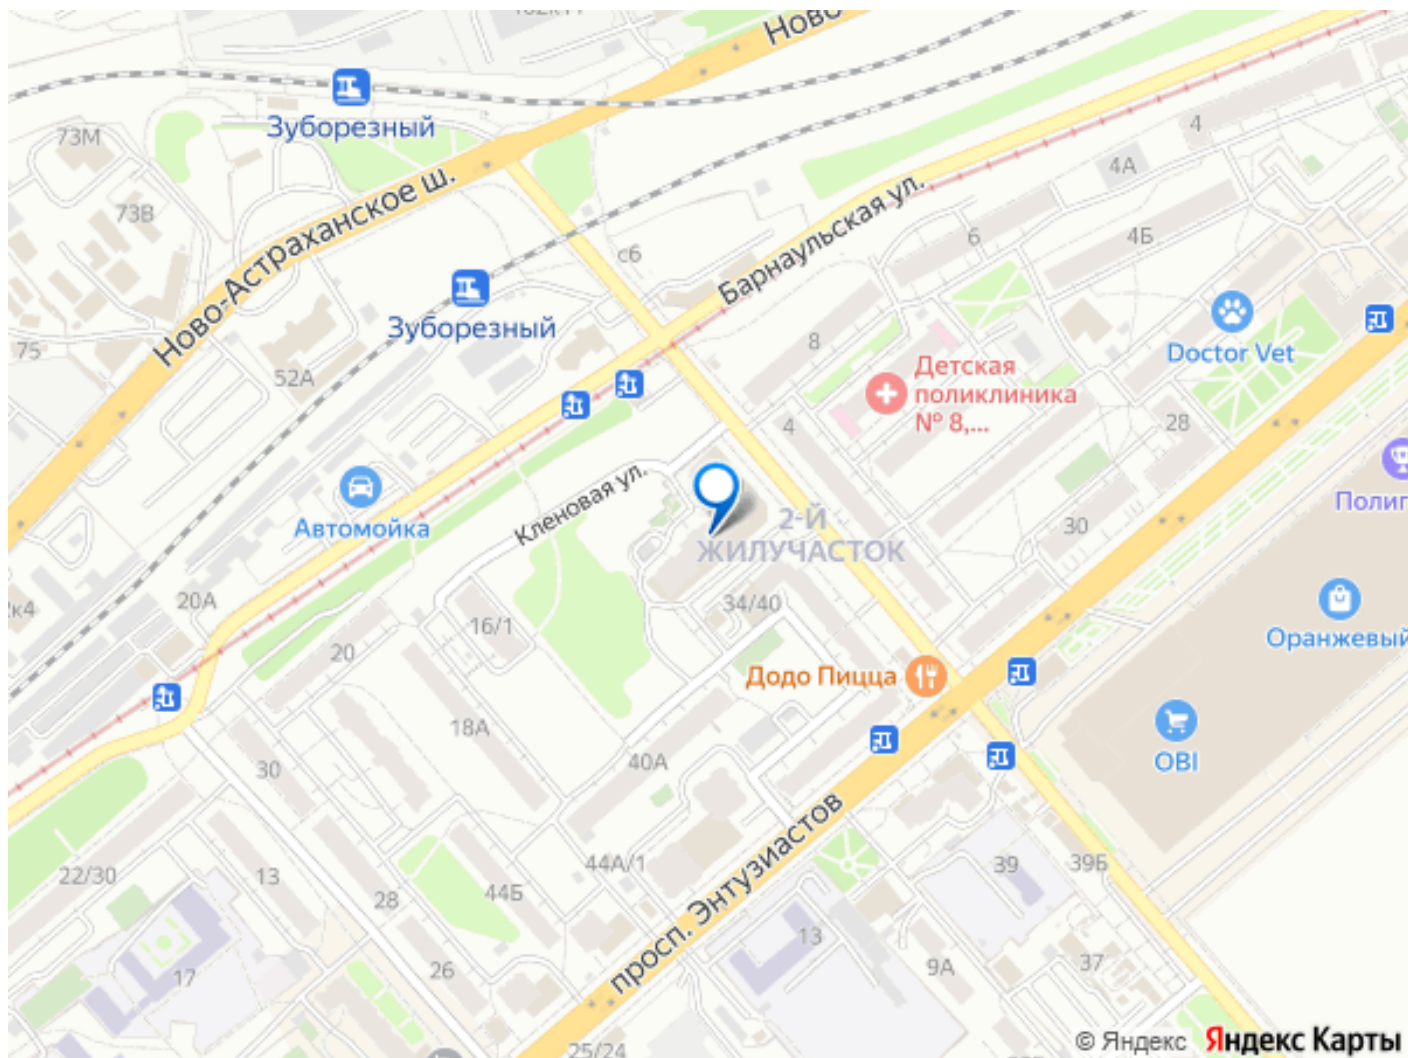 Ново
Зуборезный
73М
73В
Ново-Астраханское ш.
с6
Барнаульская ул.
4
4А
4Б
6
Зуборезный
75
52А
8
Детская
поликлиника
№ 8,...
Doctor Vet
4
28
Автомойка
Кленовая ул.
2-Й
ЖИЛУЧАСТОК
30
Полиг
20А
16/1
34/40
20
Оранжевый
Додо Пицца
18А
40А
30
OBI
просп. Энтузиастов
22/30
13
28
44Б
44А/1
39
39Б
17
26
13
9А
37
25/24
© Яндекс Яндекс Карты